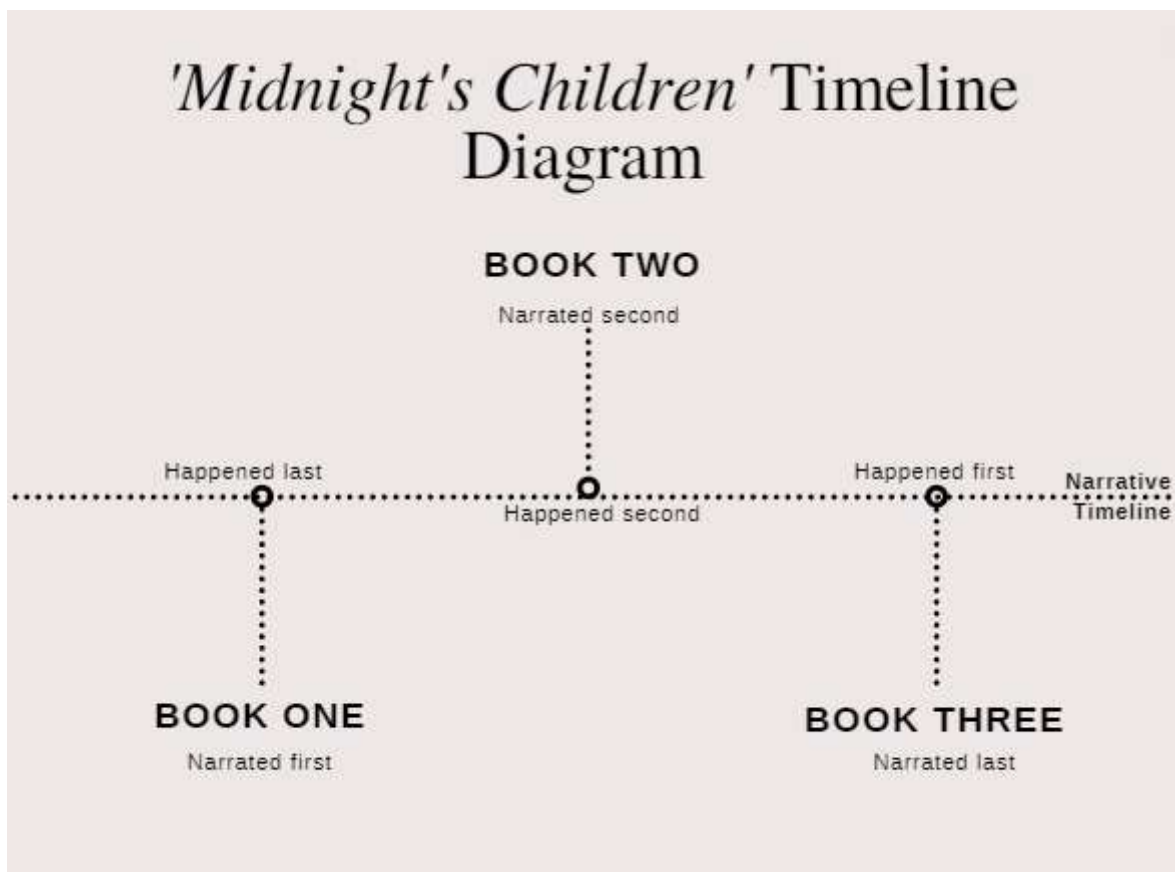 'Midnight's Children' Timeline
Diagram
BOOK TWO
Narrated second
Happened last
Happened first
Narrative
Timeline
Happened second
BOOK ONE
Narrated first
BOOK THREE
Narrated last